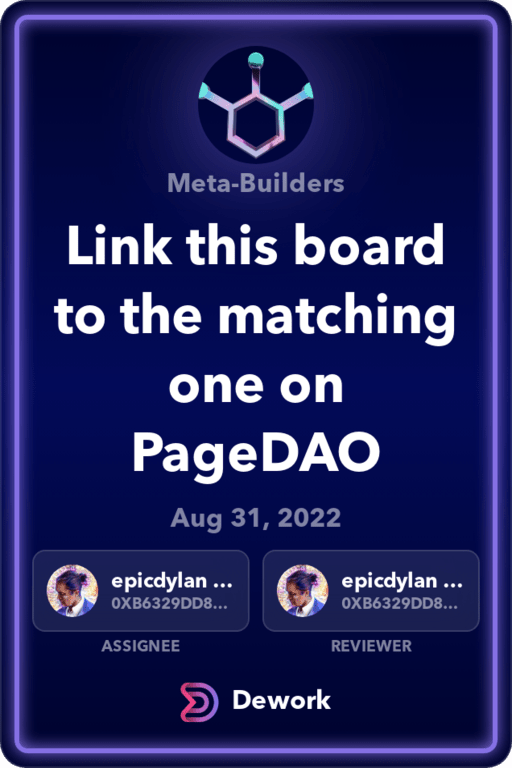 Meta-Builders
Link this board
to the matching
one on
PageDAO
Aug 31, 2022
epicdylan ... epicdylan ...
0XB6329DD8... 0XB6329DD8...
ASSIGNEE REVIEWER
Dework